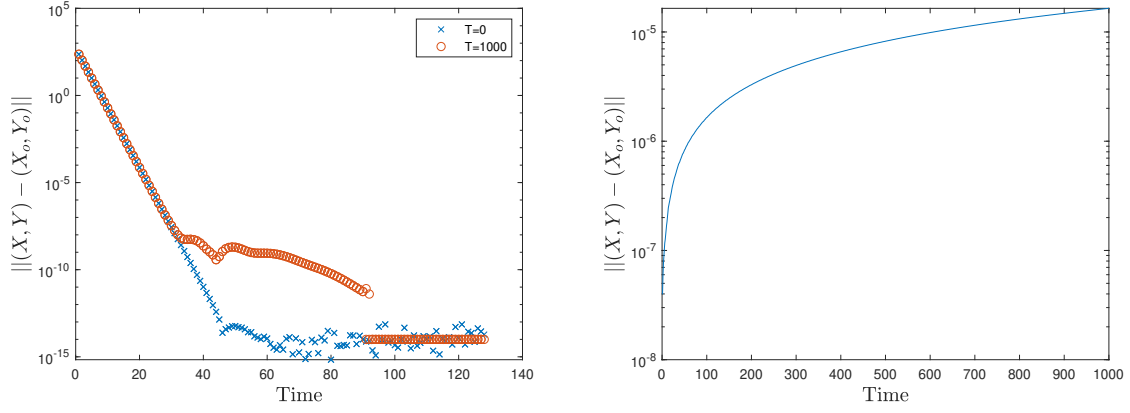 10^5
10^0
10^-5
10^-10
10^-15
||(X, Y) − (X_o, Y_o)||
0 20 40 60 80 100 120 140
Time
T=0
T=1000
10^-5
10^-6
10^-7
10^-8
||(X, Y) − (X_o, Y_o)||
0 100 200 300 400 500 600 700 800 900 1000
Time